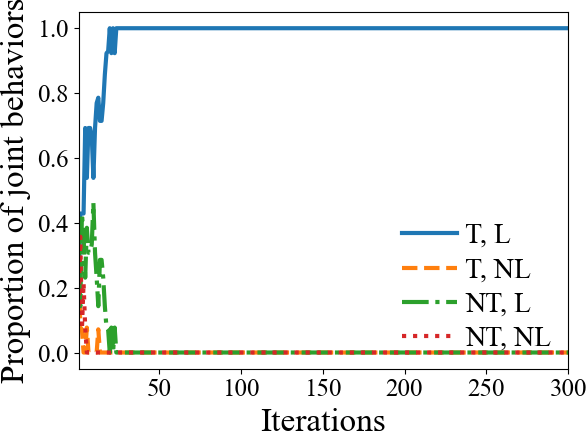 Proportion of joint behaviors
1.0
0.8
0.6
0.4
0.2
0.0
T, L
T, NL
NT, L
NT, NL
50 100 150 200 250 300
Iterations